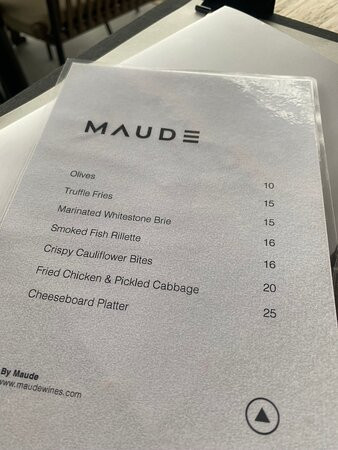 MAUDE
Olives 10
Truffle Fries 15
Marinated Whitestone Brie 15
Smoked Fish Rillette 16
Crispy Cauliflower Bites 16
Fried Chicken & Pickled Cabbage 20
Cheeseboard Platter 25
By Maude
www.maudewines.com